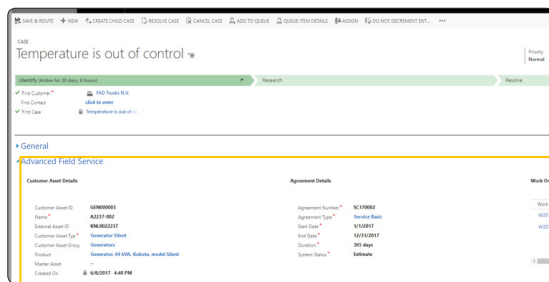 SAVE & ROUTE + NEW CREATE CHILD CASE RESOLVE CASE CANCEL CASE ADD TO QUEUE QUEUE ITEM DETAILS ASSIGN DO NOT DECREMENT ENT... •••
CASE
Temperature is out of control
Priority
Normal
Identify (Active for 20 days, 6 hours) Research Resolve
Find Customer *
Trucks N.V.
Find Contact click to enter
Find Case Temperature is out of
General
Advanced Field Service
Customer Asset Details Agreement Details Work Or
Customer Asset ID GEN000003 Agreement Number * SC170002 Work
Name * A2237-002 Agreement Type * Service Basic
External Asset ID KNL0022237 Start Date * 1/1/2017
Customer Asset Typ * Generator Silent End Date * 12/31/2017
Customer Asset Group Generators Duration * 365 days
Product Generator, 44 kVA, Kubota, model Silent System Status * Estimate
Master Asset --
Created On 6/8/2017 4:40 PM